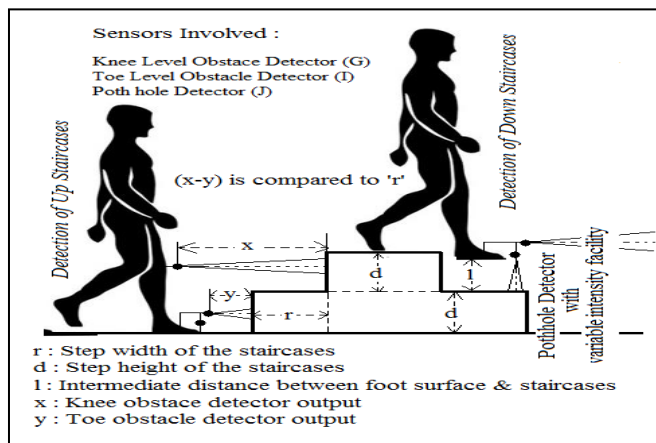 Sensors Involved :
Knee Level Obstace Detector (G)
Toe Level Obstacle Detector (I)
Poth hole Detector (J)
Detection of Up Staircases
(x-y) is compared to 'r'
Detection of Down Staircases
x
y
r
d
l
d
Pothhole Detector
with
variable intensity facility
r : Step width of the staircases
d : Step height of the staircases
l : Intermediate distance between foot surface & staircases
x : Knee obstace detector output
y : Toe obstacle detector output